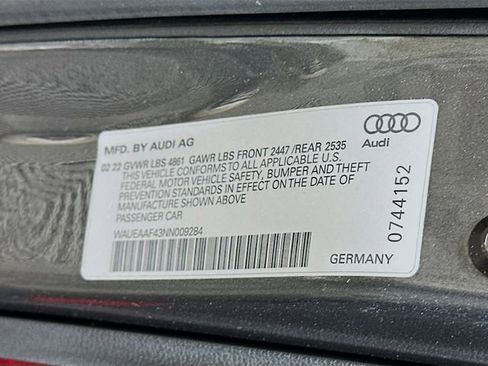 MFD. BY AUDI AG
02 22 GVWR LBS 4861 GAWR LBS FRONT 2447 /REAR 2535
THIS VEHICLE CONFORMS TO ALL APPLICABLE U.S.
FEDERAL MOTOR VEHICLE SAFETY, BUMPER AND THEFT
PREVENTION STANDARDS IN EFFECT ON THE DATE OF
MANUFACTURE SHOWN ABOVE
PASSENGER CAR
WAUEAAF43NN009284
Audi
0744152
GERMANY